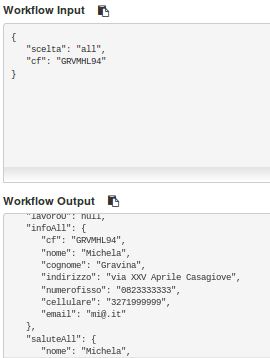 Workflow Input
{
"scelta": "all",
"cf": "GRVMHL94"
}
Workflow Output
"lavoroD": null,
"infoAll": {
"cf": "GRVMHL94",
"nome": "Michela",
"cognome": "Gravina",
"indirizzo": "via XXV Aprile Casagiove",
"numerofisso": "0823333333",
"cellulare": "3271999999",
"email": "mi@.it"
},
"saluteAll": {
"nome": "Michela",